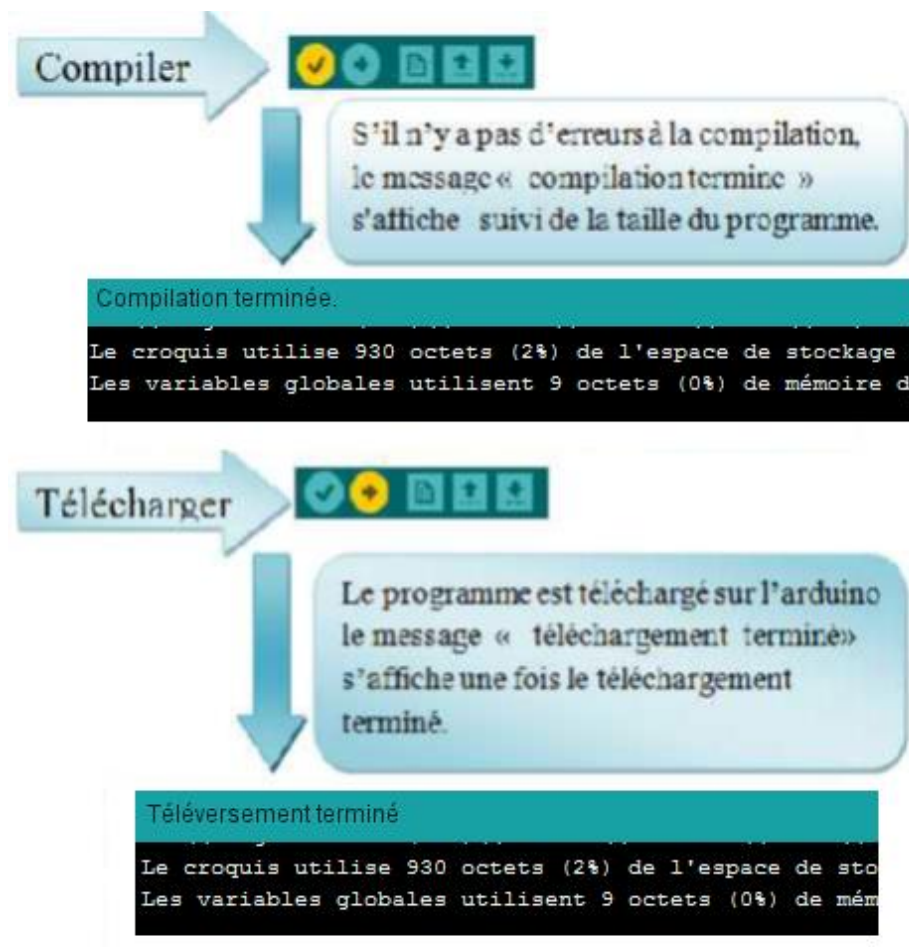 Compiler
S'il n'y a pas d'erreurs à la compilation,
le message « compilation termine »
s'affiche suivi de la taille du programme.
Compilation terminée.
Le croquis utilise 930 octets (2%) de l'espace de stockage
Les variables globales utilisent 9 octets (0%) de mémoire d
Télécharger
Le programme est téléchargé sur l'arduino
le message « téléchargement terminé»
s'affiche une fois le téléchargement
terminé.
Téléversement terminé
Le croquis utilise 930 octets (2%) de l'espace de sto
Les variables globales utilisent 9 octets (0%) de mém